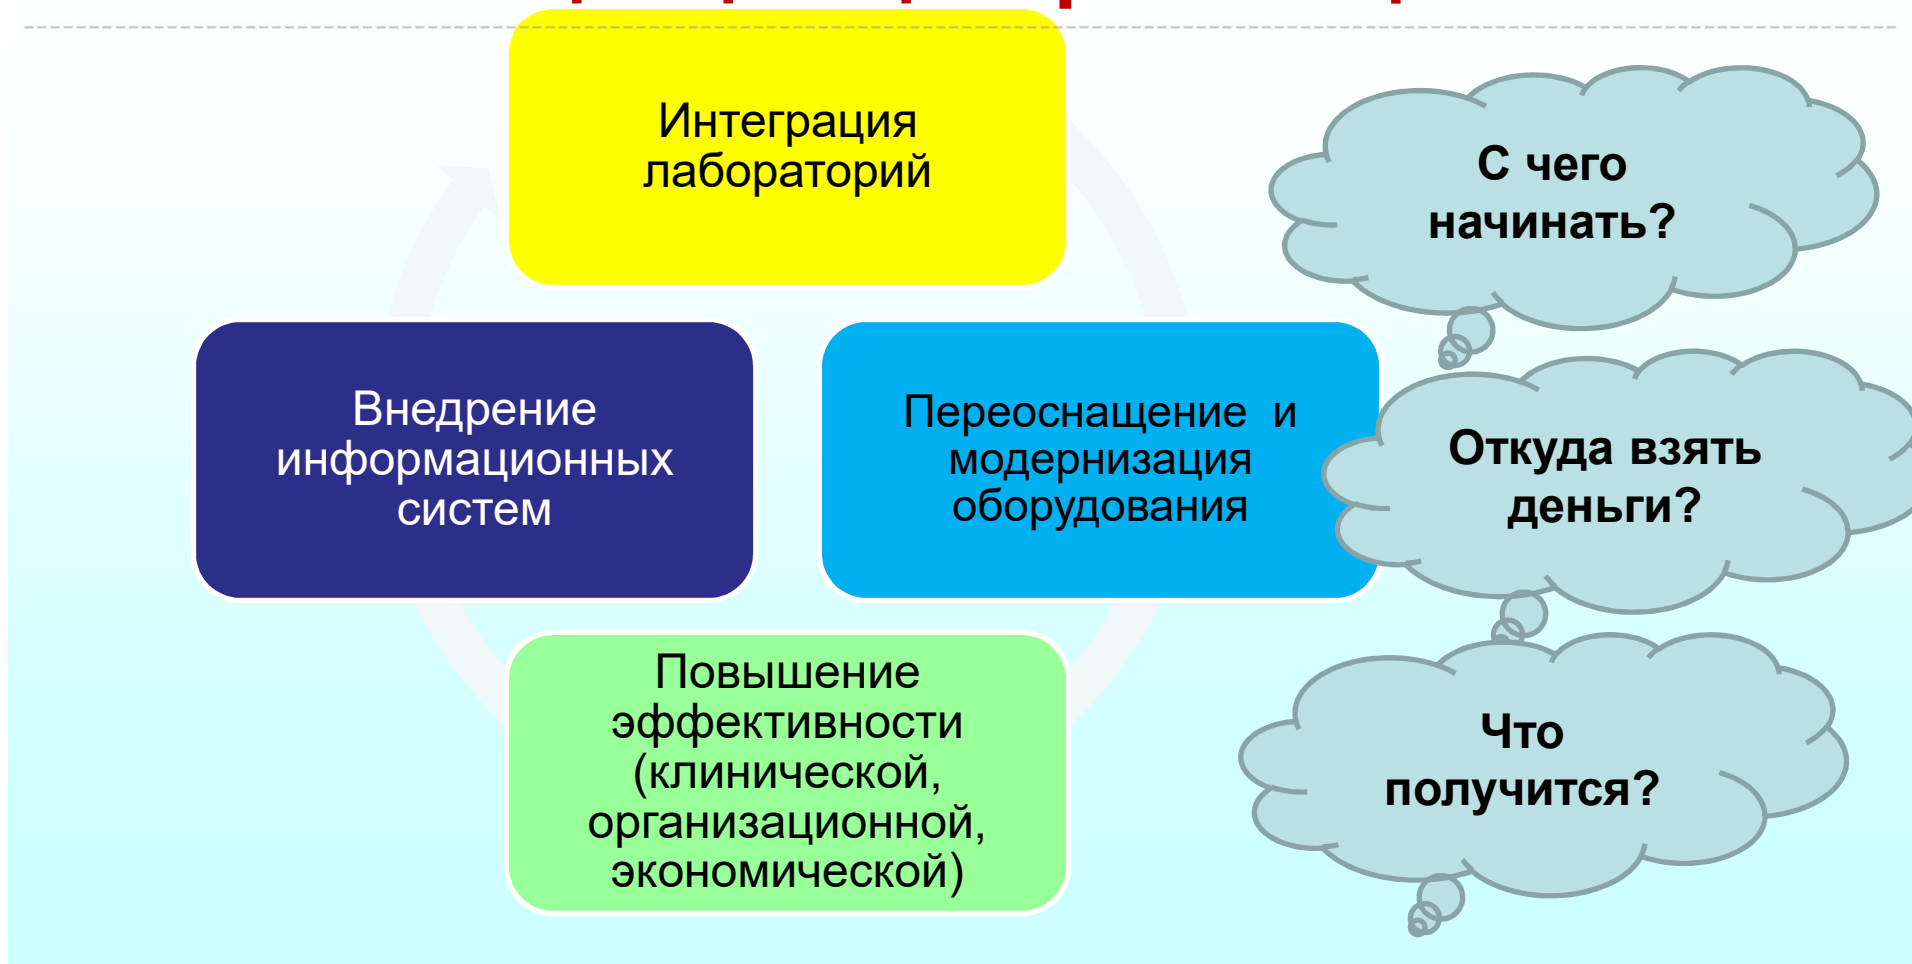 Интеграция
лабораторий
С чего
начинать?
Внедрение
информационных
систем
Переоснащение и
модернизация
оборудования
Откуда взять
деньги?
Повышение
эффективности
(клинической,
организационной,
экономической)
Что
получится?